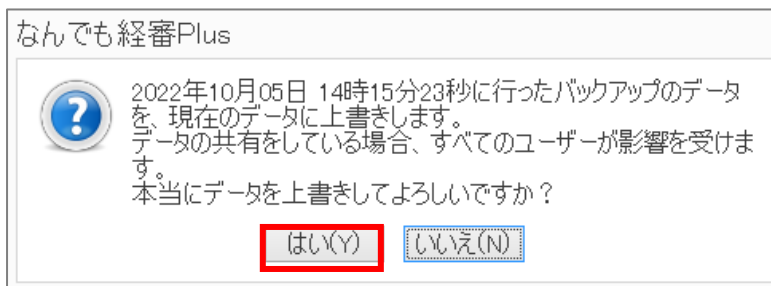 なんでも経審Plus
2022年10月05日 14時15分23秒に行ったバックアップのデータ
を、現在のデータに上書きします。
データの共有をしている場合、すべてのユーザーが影響を受けま
す。
本当にデータを上書きしてよろしいですか？
はい(Y) いいえ(N)